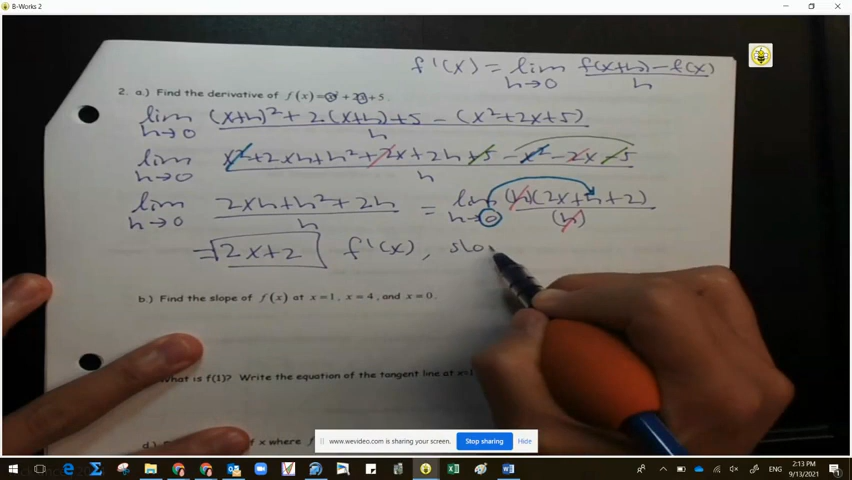 B-Works 2
f'(x) = lim h→0 f(x+h)-f(x) / h
2. a.) Find the derivative of f(x)=x²+2x+5.
lim h→0 (x+h)²+2(x+h)+5-(x²+2x+5) / h
lim h→0 x²+2xh+h²+2x+2h+5-x²-2x-5 / h
lim h→0 2xh+h²+2h / h = lim h→0 (h)(2x+h+2) / (h)
=2x+2 f'(x), slo
b.) Find the slope of f(x) at x=1, x=4, and x=0.
What is f(1)? Write the equation of the tangent line at x=1
d.) of x where f
www.wevideo.com is sharing your screen. Stop sharing Hide
2:13 PM
9/13/2021